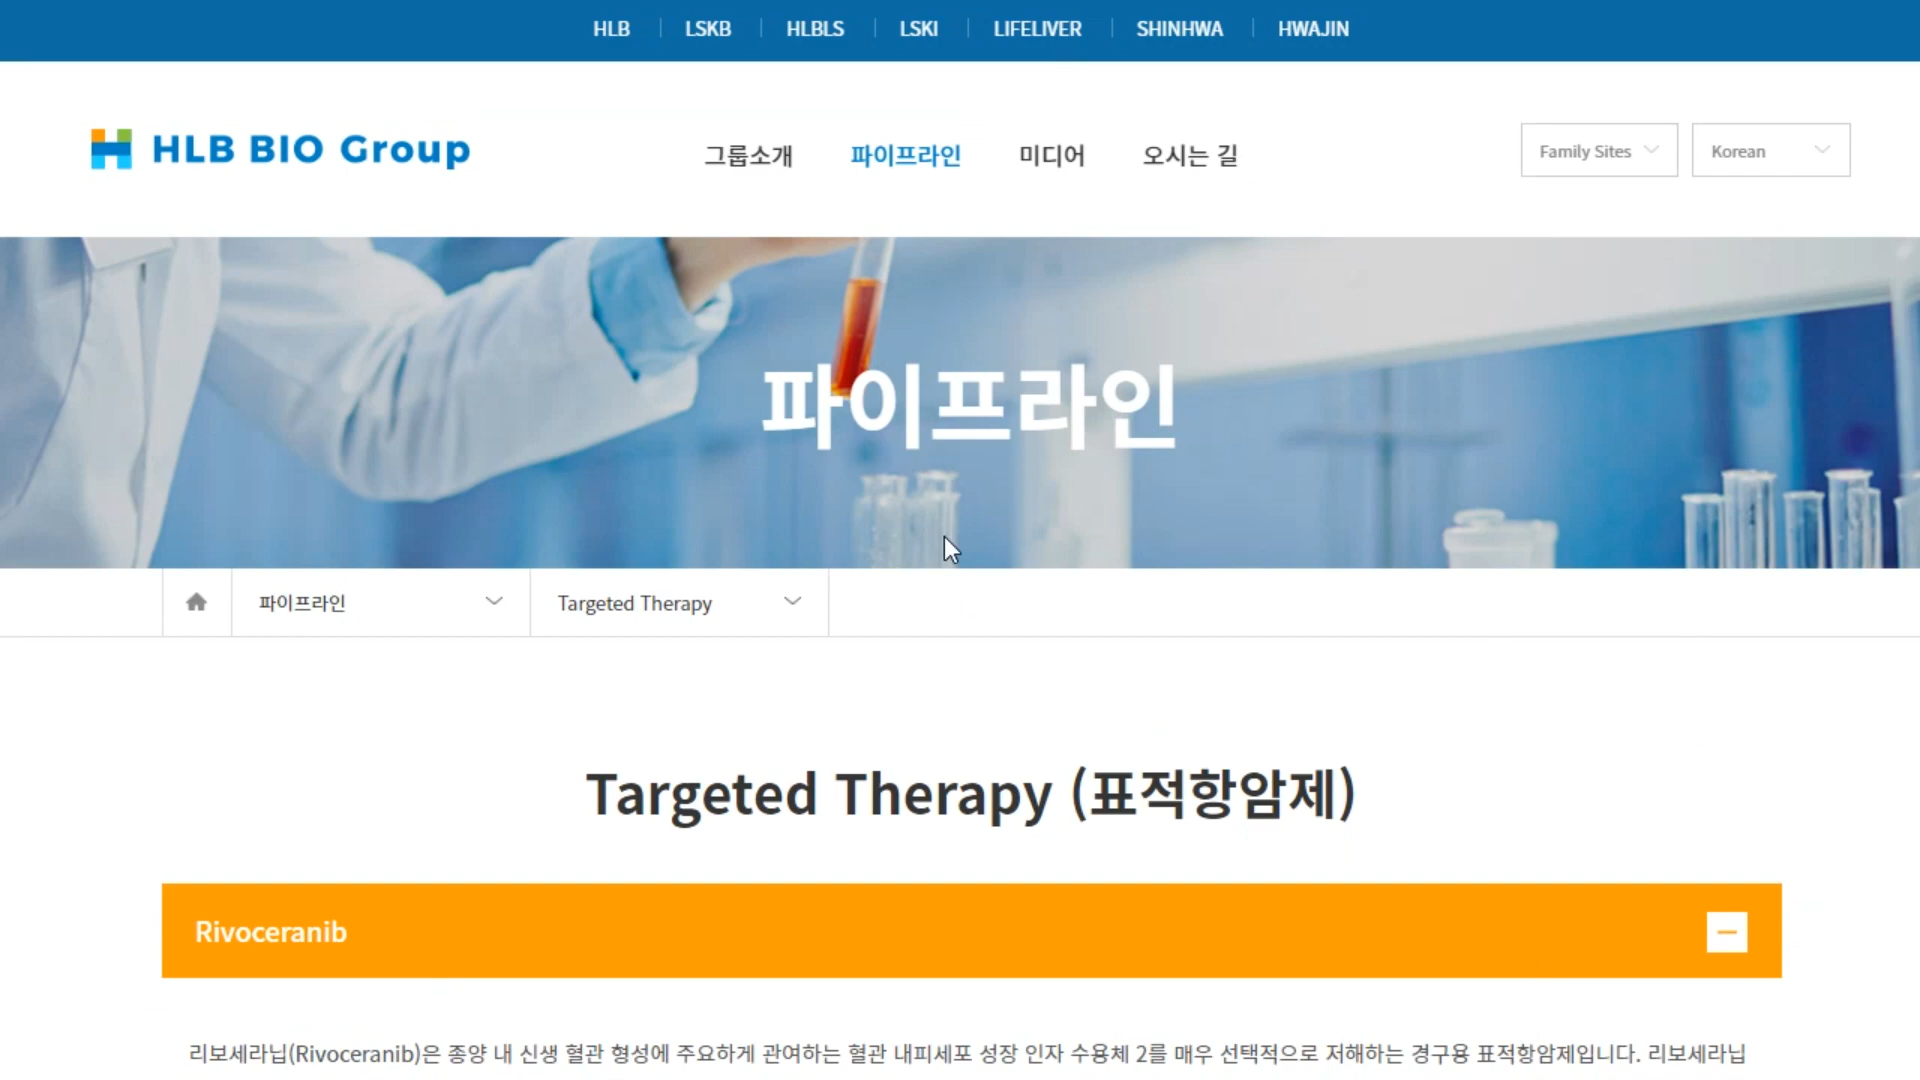 HLB LSKB HLBLS LSKI LIFELIVER SHINHWA HWAJIN
HLB BIO Group 그룹소개 파이프라인 미디어 오시는 길 Family Sites Korean
파이프라인
파이프라인 Targeted Therapy
Targeted Therapy (표적항암제)
Rivoceranib
리보세라닙(Rivoceranib)은 종양 내 신생 혈관 형성에 주요하게 관여하는 혈관 내피세포 성장 인자 수용체 2를 매우 선택적으로 저해하는 경구용 표적항암제입니다. 리보세라닙